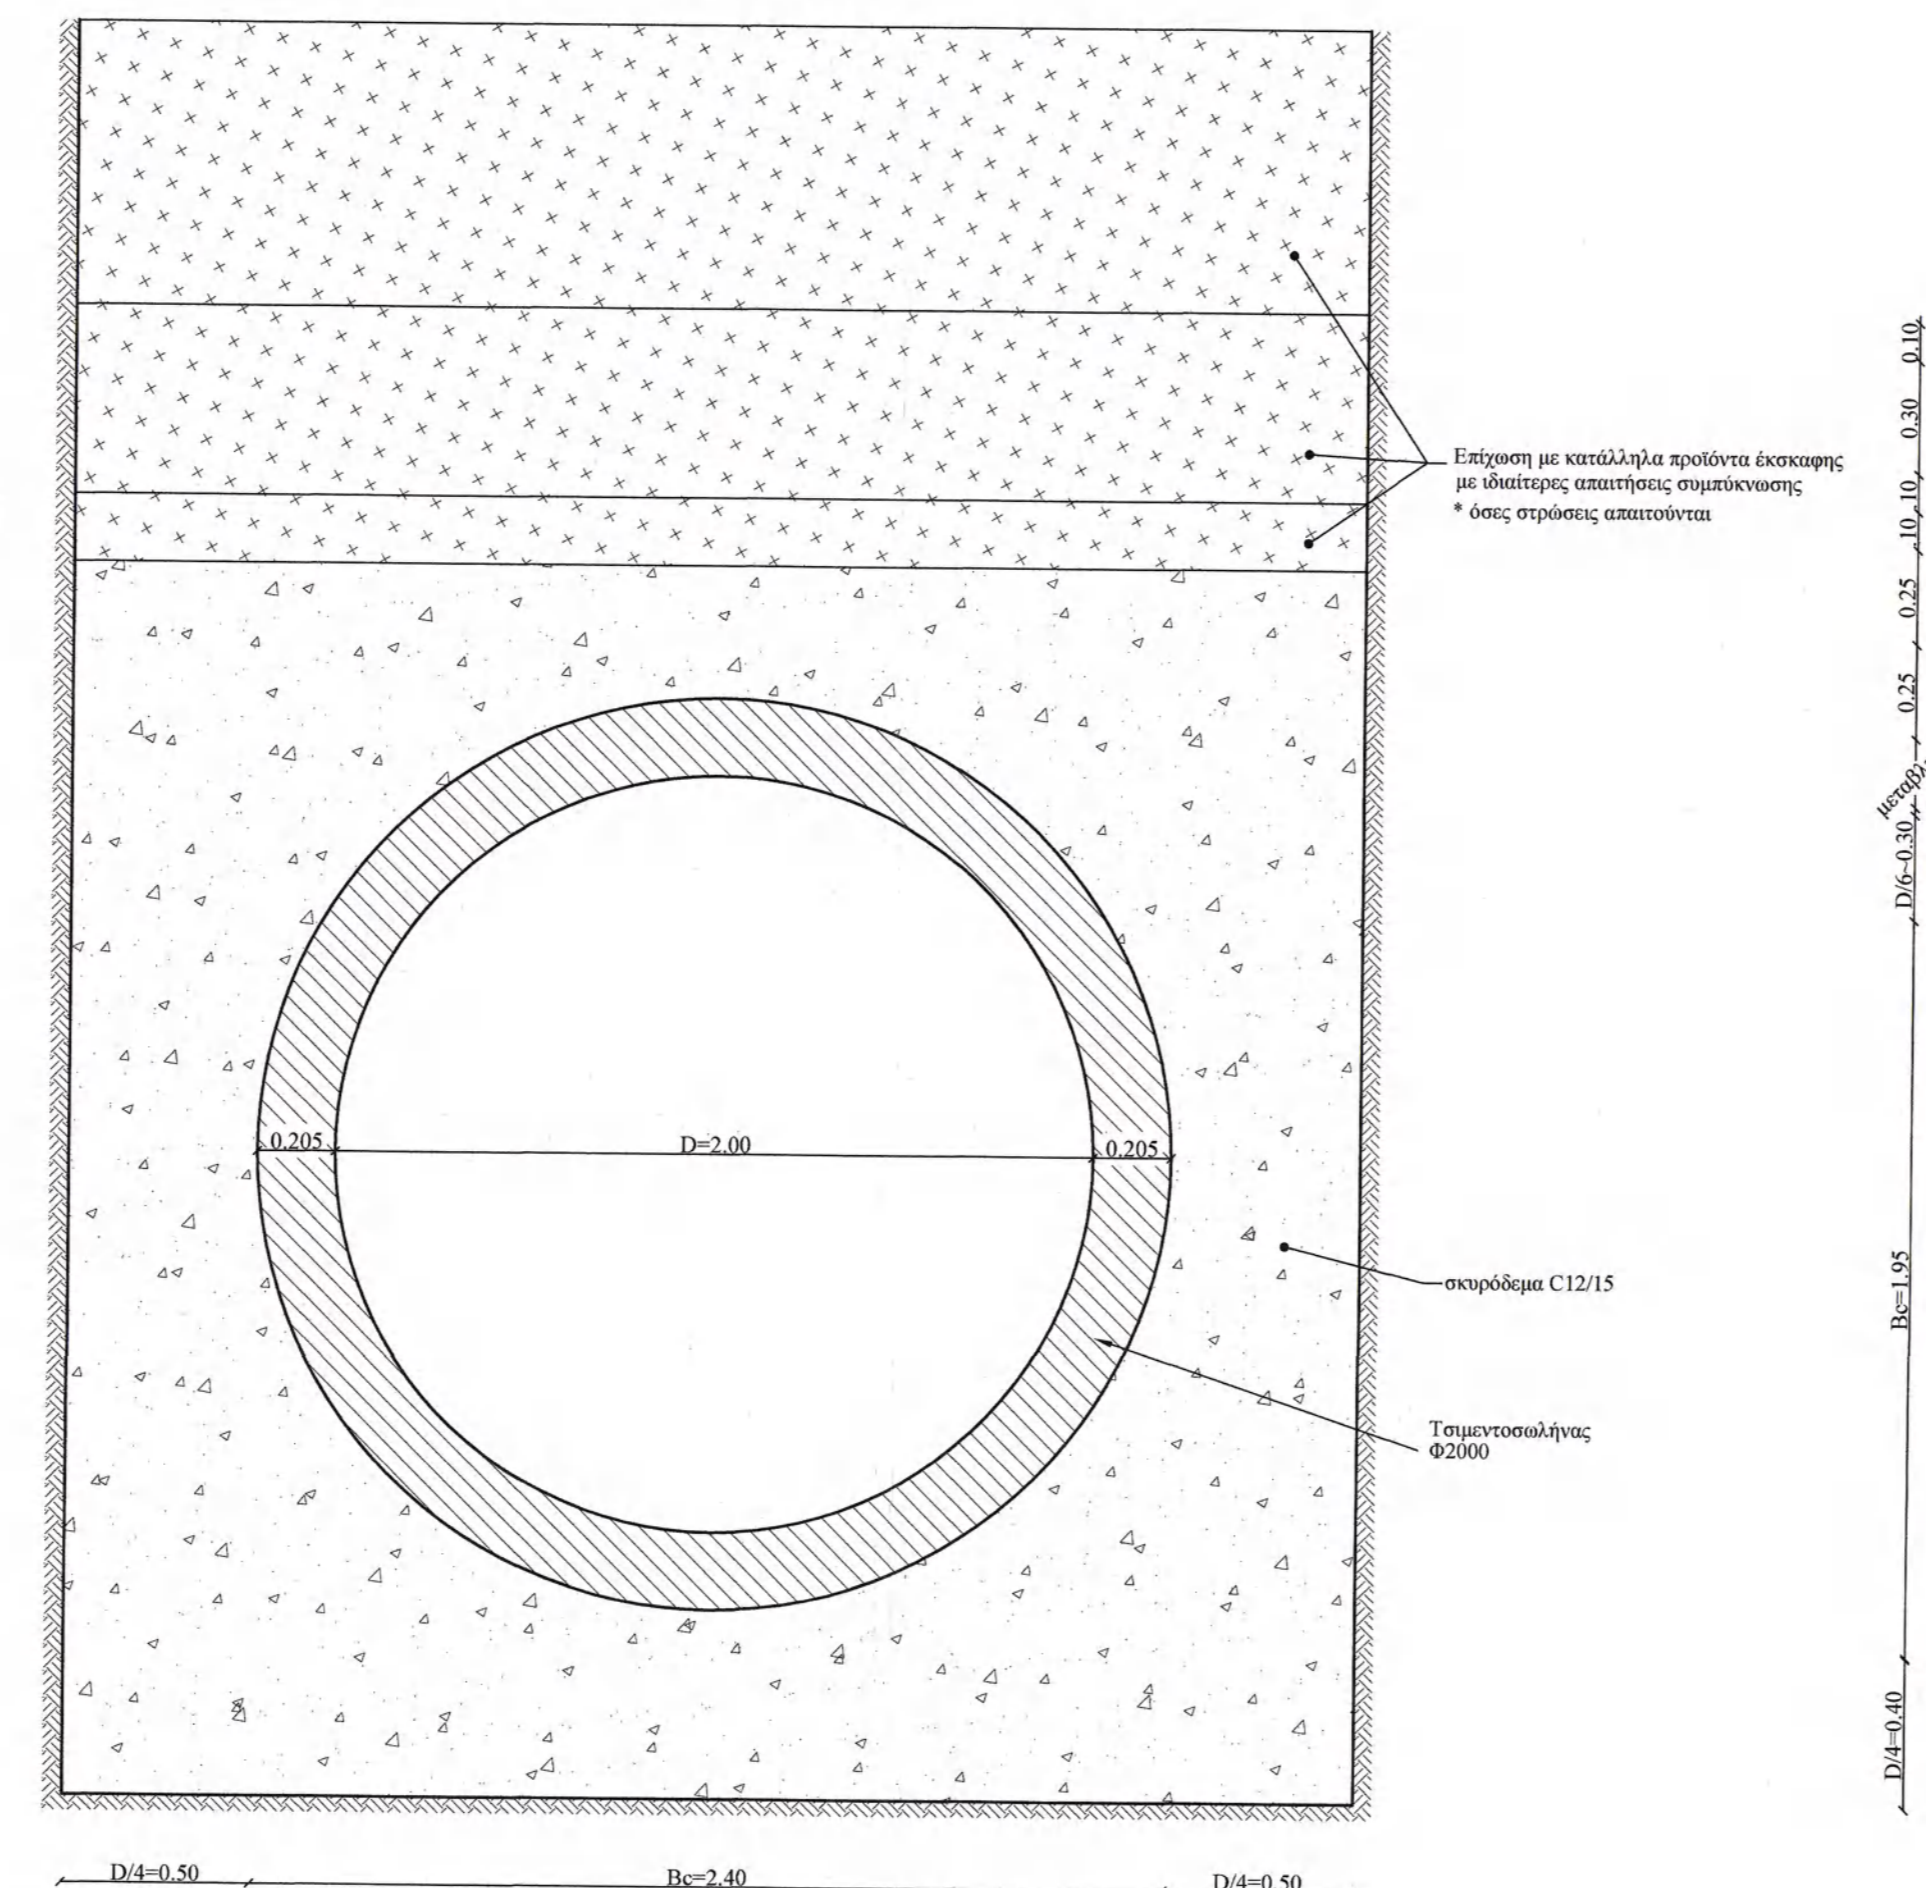 Επίχωση με κατάλληλα προϊόντα έκσκαφης
με ιδιαίτερες απαιτήσεις συμπύκνωσης
* όσες στρώσεις απαιτούνται
0.10
0.30
.10
.10
0.25
0.25
D/6~0.30
0.205
D=2.00
0.205
σκυρόδεμα C12/15
Bc=1.95
Τσιμεντοσωλήνας
Φ2000
D/4=0.40
D/4=0.50
Bc=2.40
D/4=0.50